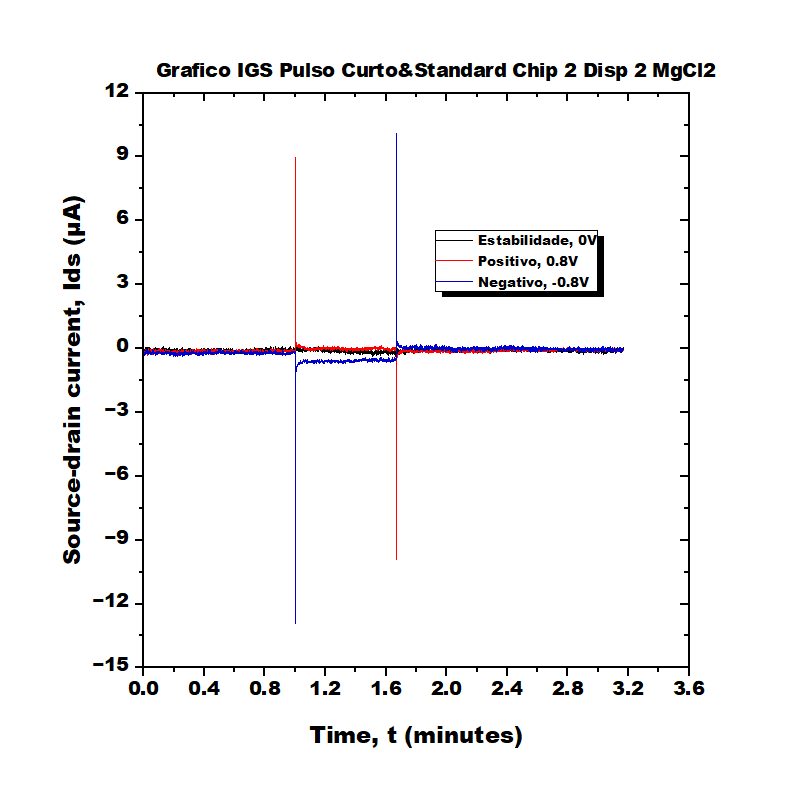 Grafico IGS Pulso Curto&Standard Chip 2 Disp 2 MgCl2
12
9
6
3
0
−3
−6
−9
−12
−15
Source-drain current, Ids (µA)
Estabilidade, 0V
Positivo, 0.8V
Negativo, -0.8V
0.0 0.4 0.8 1.2 1.6 2.0 2.4 2.8 3.2 3.6
Time, t (minutes)